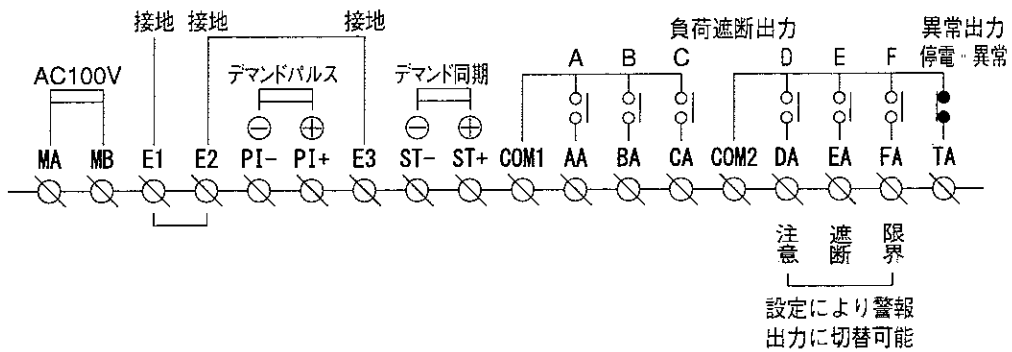 接地 接地 接地 負荷遮断出力 異常出力
AC100V デマンドパルス デマンド同期 A B C D E F 停電・異常
⊖ ⊕ ⊖ ⊕
MA MB E1 E2 PI- PI+ E3 ST- ST+ COM1 AA BA CA COM2 DA EA FA TA
注意 遮断 限界
設定により警報
出力に切替可能